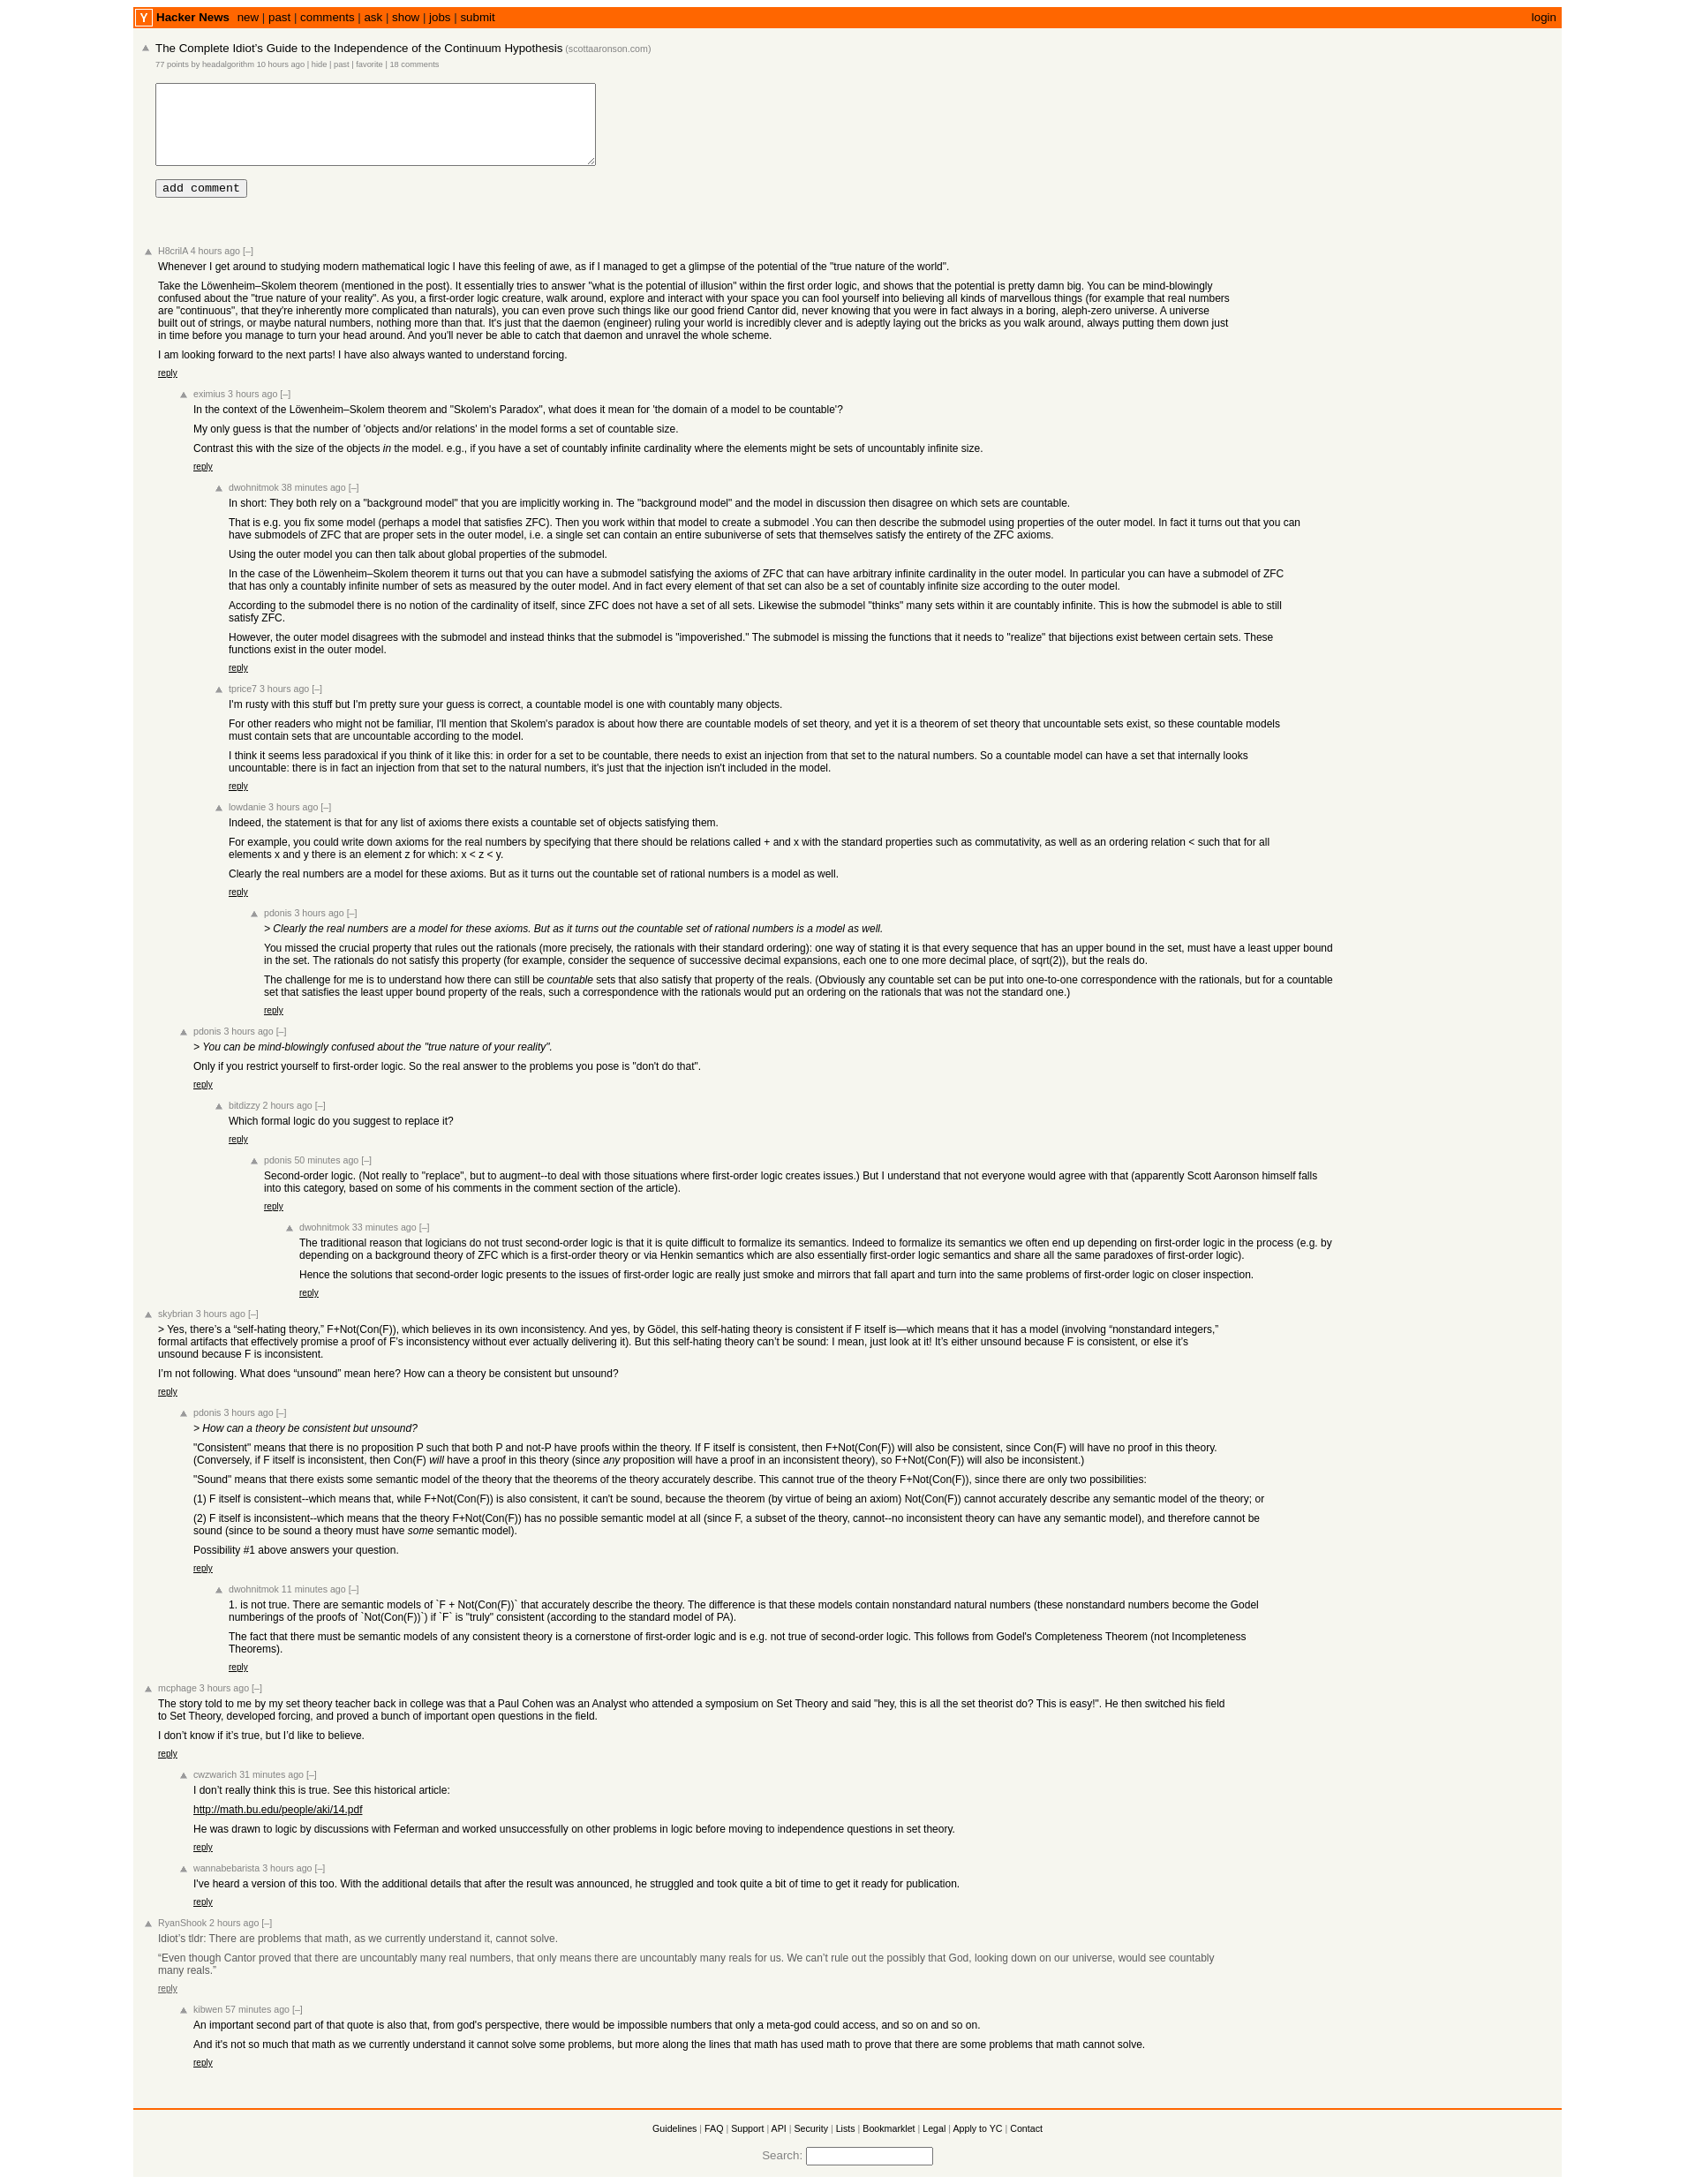 Y Hacker News new | past | comments | ask | show | jobs | submit login
The Complete Idiot's Guide to the Independence of the Continuum Hypothesis (scottaaronson.com)
77 points by headalgorithm 10 hours ago | hide | past | favorite | 18 comments
add comment
H8crilA 4 hours ago [–]
Whenever I get around to studying modern mathematical logic I have this feeling of awe, as if I managed to get a glimpse of the potential of the "true nature of the world".
Take the Löwenheim–Skolem theorem (mentioned in the post). It essentially tries to answer "what is the potential of illusion" within the first order logic, and shows that the potential is pretty damn big. You can be mind-blowingly
confused about the "true nature of your reality". As you, a first-order logic creature, walk around, explore and interact with your space you can fool yourself into believing all kinds of marvellous things (for example that real numbers
are "continuous", that they're inherently more complicated than naturals), you can even prove such things like our good friend Cantor did, never knowing that you were in fact always in a boring, aleph-zero universe. A universe
built out of strings, or maybe natural numbers, nothing more than that. It's just that the daemon (engineer) ruling your world is incredibly clever and is adeptly laying out the bricks as you walk around, always putting them down just
in time before you manage to turn your head around. And you'll never be able to catch that daemon and unravel the whole scheme.
I am looking forward to the next parts! I have also always wanted to understand forcing.
reply
eximius 3 hours ago [–]
In the context of the Löwenheim–Skolem theorem and "Skolem's Paradox", what does it mean for 'the domain of a model to be countable'?
My only guess is that the number of 'objects and/or relations' in the model forms a set of countable size.
Contrast this with the size of the objects in the model. e.g., if you have a set of countably infinite cardinality where the elements might be sets of uncountably infinite size.
reply
dwohnitmok 38 minutes ago [–]
In short: They both rely on a "background model" that you are implicitly working in. The "background model" and the model in discussion then disagree on which sets are countable.
That is e.g. you fix some model (perhaps a model that satisfies ZFC). Then you work within that model to create a submodel .You can then describe the submodel using properties of the outer model. In fact it turns out that you can
have submodels of ZFC that are proper sets in the outer model, i.e. a single set can contain an entire subuniverse of sets that themselves satisfy the entirety of the ZFC axioms.
Using the outer model you can then talk about global properties of the submodel.
In the case of the Löwenheim–Skolem theorem it turns out that you can have a submodel satisfying the axioms of ZFC that can have arbitrary infinite cardinality in the outer model. In particular you can have a submodel of ZFC
that has only a countably infinite number of sets as measured by the outer model. And in fact every element of that set can also be a set of countably infinite size according to the outer model.
According to the submodel there is no notion of the cardinality of itself, since ZFC does not have a set of all sets. Likewise the submodel "thinks" many sets within it are countably infinite. This is how the submodel is able to still
satisfy ZFC.
However, the outer model disagrees with the submodel and instead thinks that the submodel is "impoverished." The submodel is missing the functions that it needs to "realize" that bijections exist between certain sets. These
functions exist in the outer model.
reply
tprice7 3 hours ago [–]
I'm rusty with this stuff but I'm pretty sure your guess is correct, a countable model is one with countably many objects.
For other readers who might not be familiar, I'll mention that Skolem's paradox is about how there are countable models of set theory, and yet it is a theorem of set theory that uncountable sets exist, so these countable models
must contain sets that are uncountable according to the model.
I think it seems less paradoxical if you think of it like this: in order for a set to be countable, there needs to exist an injection from that set to the natural numbers. So a countable model can have a set that internally looks
uncountable: there is in fact an injection from that set to the natural numbers, it's just that the injection isn't included in the model.
reply
lowdanie 3 hours ago [–]
Indeed, the statement is that for any list of axioms there exists a countable set of objects satisfying them.
For example, you could write down axioms for the real numbers by specifying that there should be relations called + and x with the standard properties such as commutativity, as well as an ordering relation < such that for all
elements x and y there is an element z for which: x < z < y.
Clearly the real numbers are a model for these axioms. But as it turns out the countable set of rational numbers is a model as well.
reply
pdonis 3 hours ago [–]
> Clearly the real numbers are a model for these axioms. But as it turns out the countable set of rational numbers is a model as well.
You missed the crucial property that rules out the rationals (more precisely, the rationals with their standard ordering): one way of stating it is that every sequence that has an upper bound in the set, must have a least upper bound
in the set. The rationals do not satisfy this property (for example, consider the sequence of successive decimal expansions, each one to one more decimal place, of sqrt(2)), but the reals do.
The challenge for me is to understand how there can still be countable sets that also satisfy that property of the reals. (Obviously any countable set can be put into one-to-one correspondence with the rationals, but for a countable
set that satisfies the least upper bound property of the reals, such a correspondence with the rationals would put an ordering on the rationals that was not the standard one.)
reply
pdonis 3 hours ago [–]
> You can be mind-blowingly confused about the "true nature of your reality".
Only if you restrict yourself to first-order logic. So the real answer to the problems you pose is "don't do that".
reply
bitdizzy 2 hours ago [–]
Which formal logic do you suggest to replace it?
reply
pdonis 50 minutes ago [–]
Second-order logic. (Not really to "replace", but to augment--to deal with those situations where first-order logic creates issues.) But I understand that not everyone would agree with that (apparently Scott Aaronson himself falls
into this category, based on some of his comments in the comment section of the article).
reply
dwohnitmok 33 minutes ago [–]
The traditional reason that logicians do not trust second-order logic is that it is quite difficult to formalize its semantics. Indeed to formalize its semantics we often end up depending on first-order logic in the process (e.g. by
depending on a background theory of ZFC which is a first-order theory or via Henkin semantics which are also essentially first-order logic semantics and share all the same paradoxes of first-order logic).
Hence the solutions that second-order logic presents to the issues of first-order logic are really just smoke and mirrors that fall apart and turn into the same problems of first-order logic on closer inspection.
reply
skybrian 3 hours ago [–]
> Yes, there’s a “self-hating theory,” F+Not(Con(F)), which believes in its own inconsistency. And yes, by Gödel, this self-hating theory is consistent if F itself is—which means that it has a model (involving “nonstandard integers,”
formal artifacts that effectively promise a proof of F’s inconsistency without ever actually delivering it). But this self-hating theory can’t be sound: I mean, just look at it! It’s either unsound because F is consistent, or else it’s
unsound because F is inconsistent.
I’m not following. What does “unsound” mean here? How can a theory be consistent but unsound?
reply
pdonis 3 hours ago [–]
> How can a theory be consistent but unsound?
"Consistent" means that there is no proposition P such that both P and not-P have proofs within the theory. If F itself is consistent, then F+Not(Con(F)) will also be consistent, since Con(F) will have no proof in this theory.
(Conversely, if F itself is inconsistent, then Con(F) will have a proof in this theory (since any proposition will have a proof in an inconsistent theory), so F+Not(Con(F)) will also be inconsistent.)
"Sound" means that there exists some semantic model of the theory that the theorems of the theory accurately describe. This cannot true of the theory F+Not(Con(F)), since there are only two possibilities:
(1) F itself is consistent--which means that, while F+Not(Con(F)) is also consistent, it can't be sound, because the theorem (by virtue of being an axiom) Not(Con(F)) cannot accurately describe any semantic model of the theory; or
(2) F itself is inconsistent--which means that the theory F+Not(Con(F)) has no possible semantic model at all (since F, a subset of the theory, cannot--no inconsistent theory can have any semantic model), and therefore cannot be
sound (since to be sound a theory must have some semantic model).
Possibility #1 above answers your question.
reply
dwohnitmok 11 minutes ago [–]
1. is not true. There are semantic models of `F + Not(Con(F))` that accurately describe the theory. The difference is that these models contain nonstandard natural numbers (these nonstandard numbers become the Godel
numberings of the proofs of `Not(Con(F))`) if `F` is "truly" consistent (according to the standard model of PA).
The fact that there must be semantic models of any consistent theory is a cornerstone of first-order logic and is e.g. not true of second-order logic. This follows from Godel's Completeness Theorem (not Incompleteness
Theorems).
reply
mcphage 3 hours ago [–]
The story told to me by my set theory teacher back in college was that a Paul Cohen was an Analyst who attended a symposium on Set Theory and said "hey, this is all the set theorist do? This is easy!". He then switched his field
to Set Theory, developed forcing, and proved a bunch of important open questions in the field.
I don’t know if it’s true, but I’d like to believe.
reply
cwzwarich 31 minutes ago [–]
I don’t really think this is true. See this historical article:
http://math.bu.edu/people/aki/14.pdf
He was drawn to logic by discussions with Feferman and worked unsuccessfully on other problems in logic before moving to independence questions in set theory.
reply
wannabebarista 3 hours ago [–]
I've heard a version of this too. With the additional details that after the result was announced, he struggled and took quite a bit of time to get it ready for publication.
reply
RyanShook 2 hours ago [–]
Idiot’s tldr: There are problems that math, as we currently understand it, cannot solve.
“Even though Cantor proved that there are uncountably many real numbers, that only means there are uncountably many reals for us. We can’t rule out the possibly that God, looking down on our universe, would see countably
many reals.”
reply
kibwen 57 minutes ago [–]
An important second part of that quote is also that, from god's perspective, there would be impossible numbers that only a meta-god could access, and so on and so on.
And it's not so much that math as we currently understand it cannot solve some problems, but more along the lines that math has used math to prove that there are some problems that math cannot solve.
reply
Guidelines | FAQ | Support | API | Security | Lists | Bookmarklet | Legal | Apply to YC | Contact
Search: